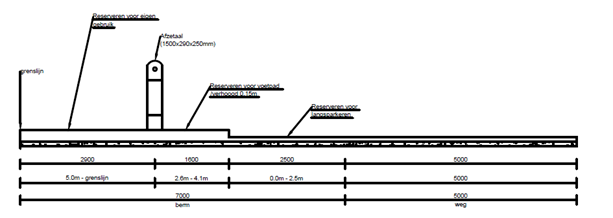 Reserveren voor eigen
gebruik
Afzetaal
(1500x290x250mm)
grenslijn
Reserveren voor voetpad
/verhoogd 0.15m
Reserveren voor
langsparkeren
2900 1600 2500 5000
5.0m - grenslijn 2.6m - 4.1m 0.0m - 2.5m 5000
7000 5000
berm weg